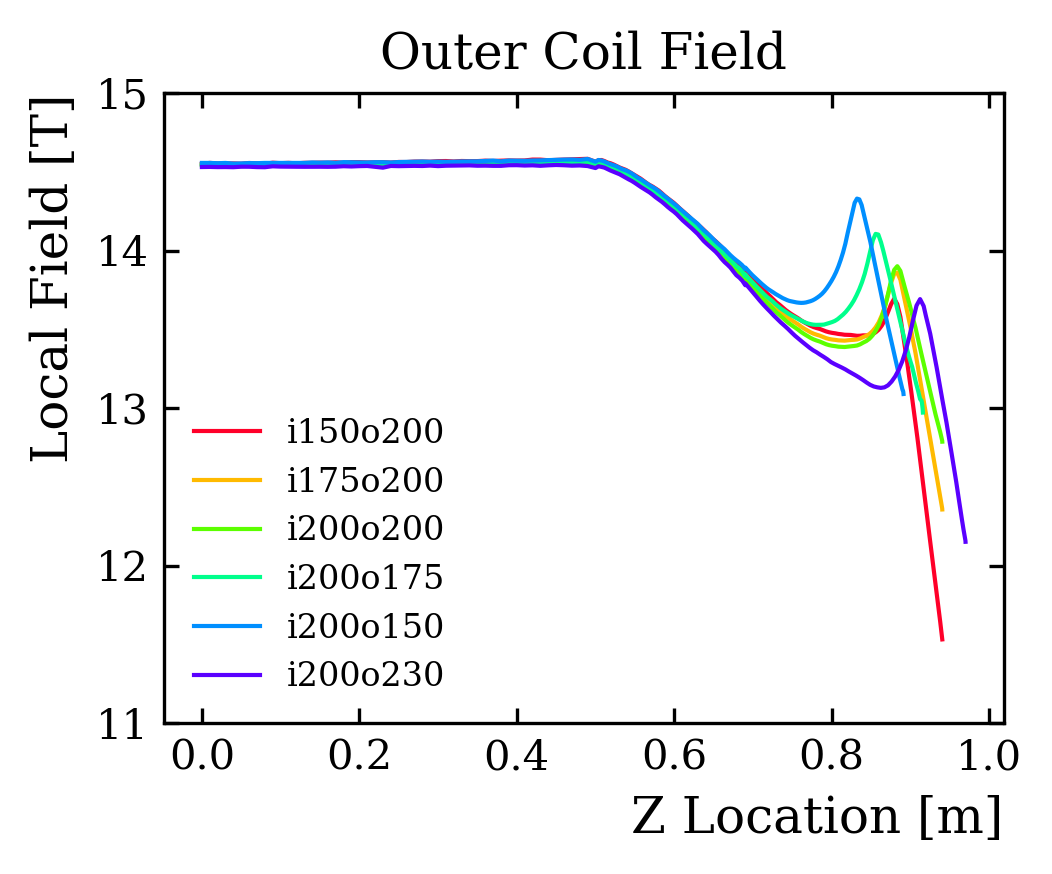 Outer Coil Field
Local Field [T]
15
14
13
12
11
i150o200
i175o200
i200o200
i200o175
i200o150
i200o230
0.0 0.2 0.4 0.6 0.8 1.0
Z Location [m]